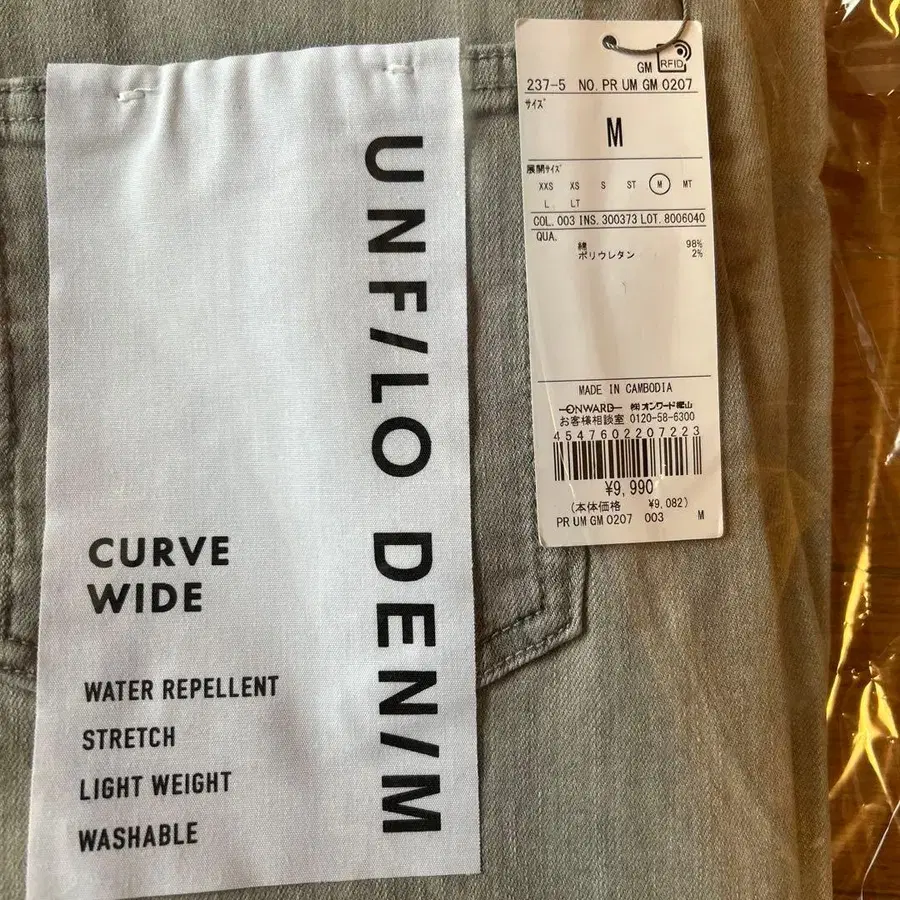 UNF/LO DEN/M
CURVE
WIDE
WATER REPELLENT
STRETCH
LIGHT WEIGHT
WASHABLE
GM RFID
237-5 NO. PR UM GM 0207
サイズ
M
展開サイズ
XXS XS S ST M MT
L LT
COL. 003 INS. 300373 LOT. 8006040
QUA.
綿 98%
ポリウレタン 2%
MADE IN CAMBODIA
ONWARD ㈱オンワード樫山
お客様相談室 0120-58-6300
4547602207223
¥9,990
(本体価格 ¥9,082)
PR UM GM 0207 003 M